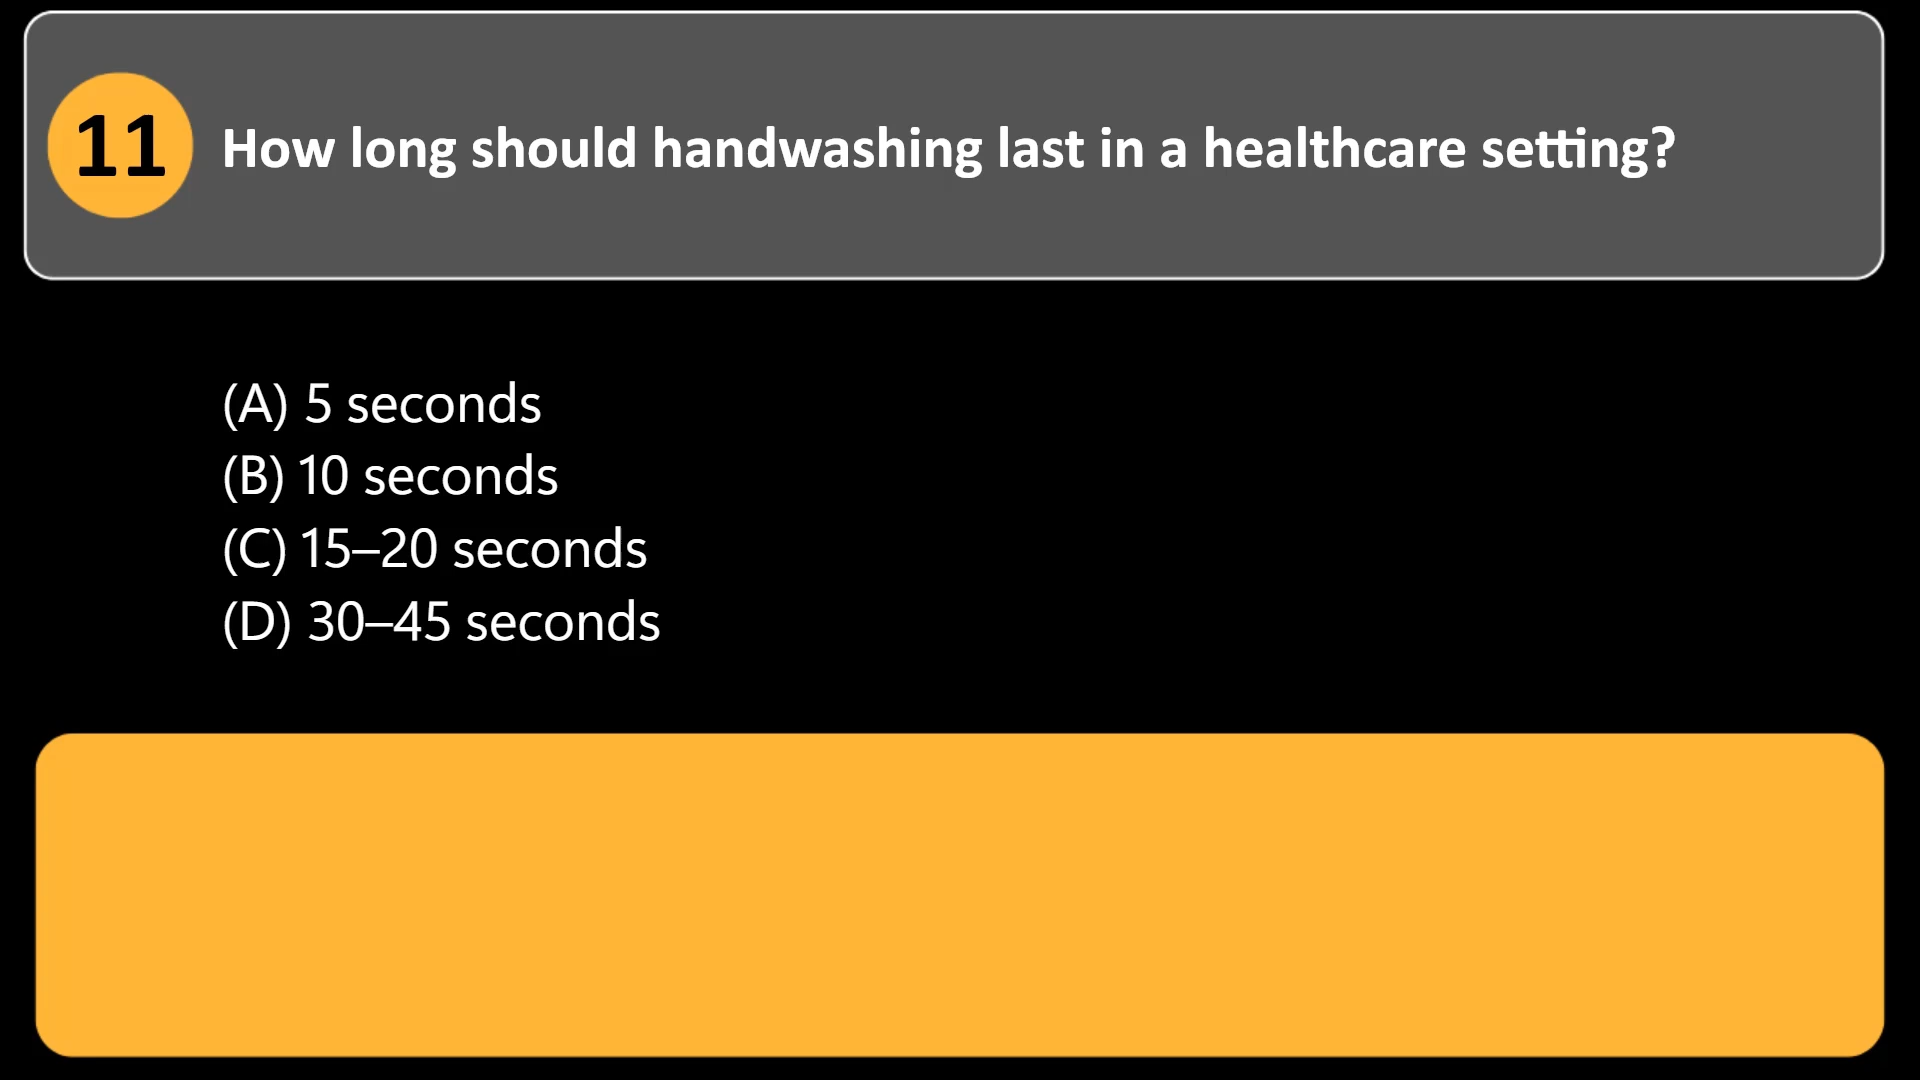 11 How long should handwashing last in a healthcare setting?
(A) 5 seconds
(B) 10 seconds
(C) 15–20 seconds
(D) 30–45 seconds